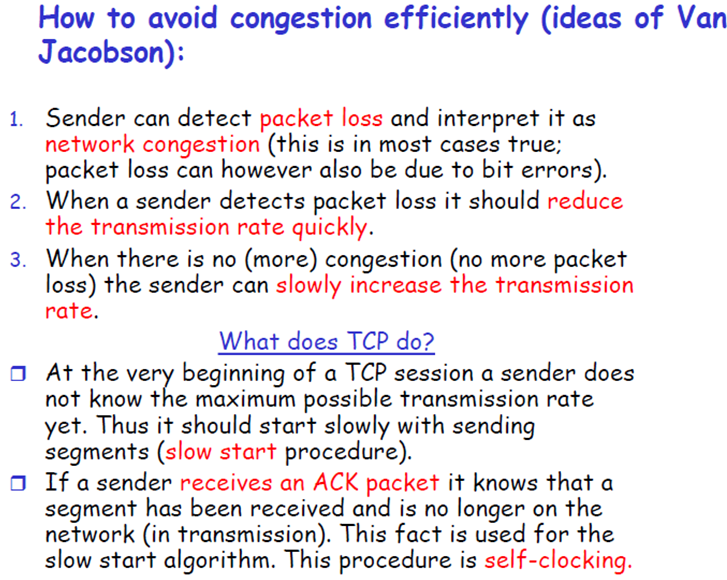 How to avoid congestion efficiently (ideas of Van
Jacobson):
1. Sender can detect packet loss and interpret it as
network congestion (this is in most cases true;
packet loss can however also be due to bit errors).
2. When a sender detects packet loss it should reduce
the transmission rate quickly.
3. When there is no (more) congestion (no more packet
loss) the sender can slowly increase the transmission
rate.
What does TCP do?
❒ At the very beginning of a TCP session a sender does
not know the maximum possible transmission rate
yet. Thus it should start slowly with sending
segments (slow start procedure).
❒ If a sender receives an ACK packet it knows that a
segment has been received and is no longer on the
network (in transmission). This fact is used for the
slow start algorithm. This procedure is self-clocking.